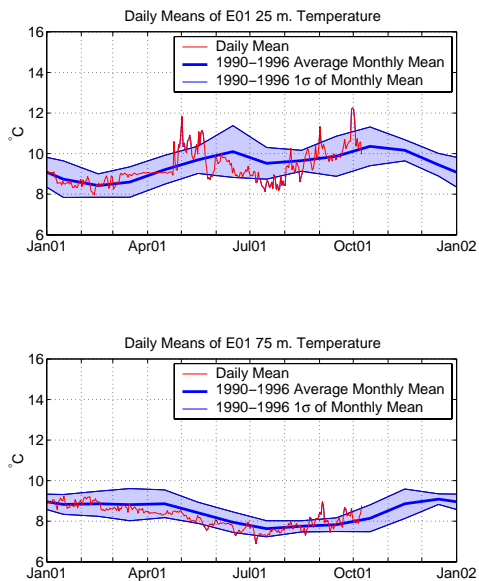 Daily Means of E01 25 m. Temperature
16
14
12
10
8
6
°C
Daily Mean
1990−1996 Average Monthly Mean
1990−1996 1σ of Monthly Mean
Jan01 Apr01 Jul01 Oct01 Jan02
Daily Means of E01 75 m. Temperature
16
14
12
10
8
6
°C
Daily Mean
1990−1996 Average Monthly Mean
1990−1996 1σ of Monthly Mean
Jan01 Apr01 Jul01 Oct01 Jan02